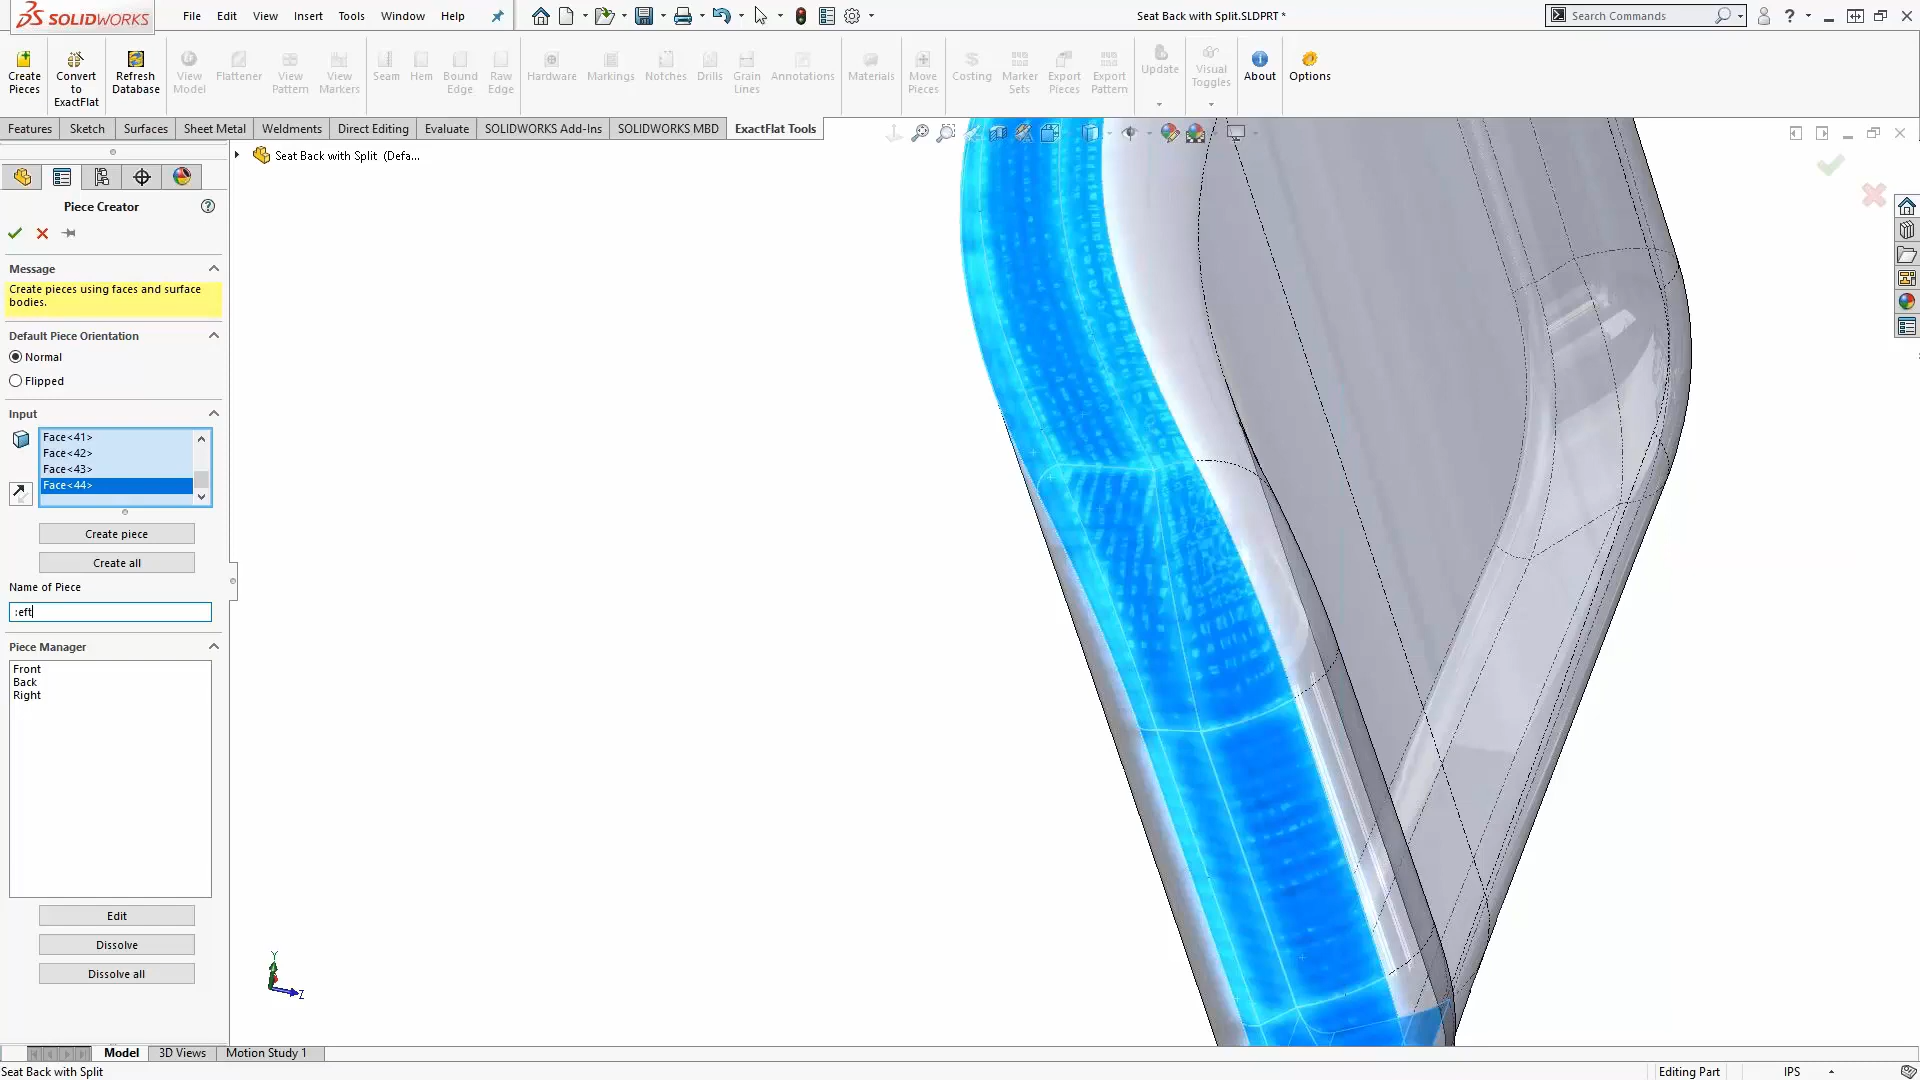 SOLIDWORKS
File Edit View Insert Tools Window Help
Seat Back with Split.SLDPRT *
Search Commands
Create Pieces
Convert to ExactFlat
Refresh Database
View Model
Flattener
View Pattern
View Markers
Seam
Hem
Bound Edge
Raw Edge
Hardware
Markings
Notches
Drills
Grain Lines
Annotations
Materials
Move Pieces
Costing
Marker Sets
Export Pieces
Export Pattern
Update
Visual Toggles
About
Options
Features Sketch Surfaces Sheet Metal Weldments Direct Editing Evaluate SOLIDWORKS Add-Ins SOLIDWORKS MBD ExactFlat Tools
Seat Back with Split (Defa...
Piece Creator
Message
Create pieces using faces and surface
bodies.
Default Piece Orientation
Normal
Flipped
Input
Face<41>
Face<42>
Face<43>
Face<44>
Create piece
Create all
Name of Piece
:eft
Piece Manager
Front
Back
Right
Edit
Dissolve
Dissolve all
Y
Z
Model 3D Views Motion Study 1
Seat Back with Split
Editing Part
IPS